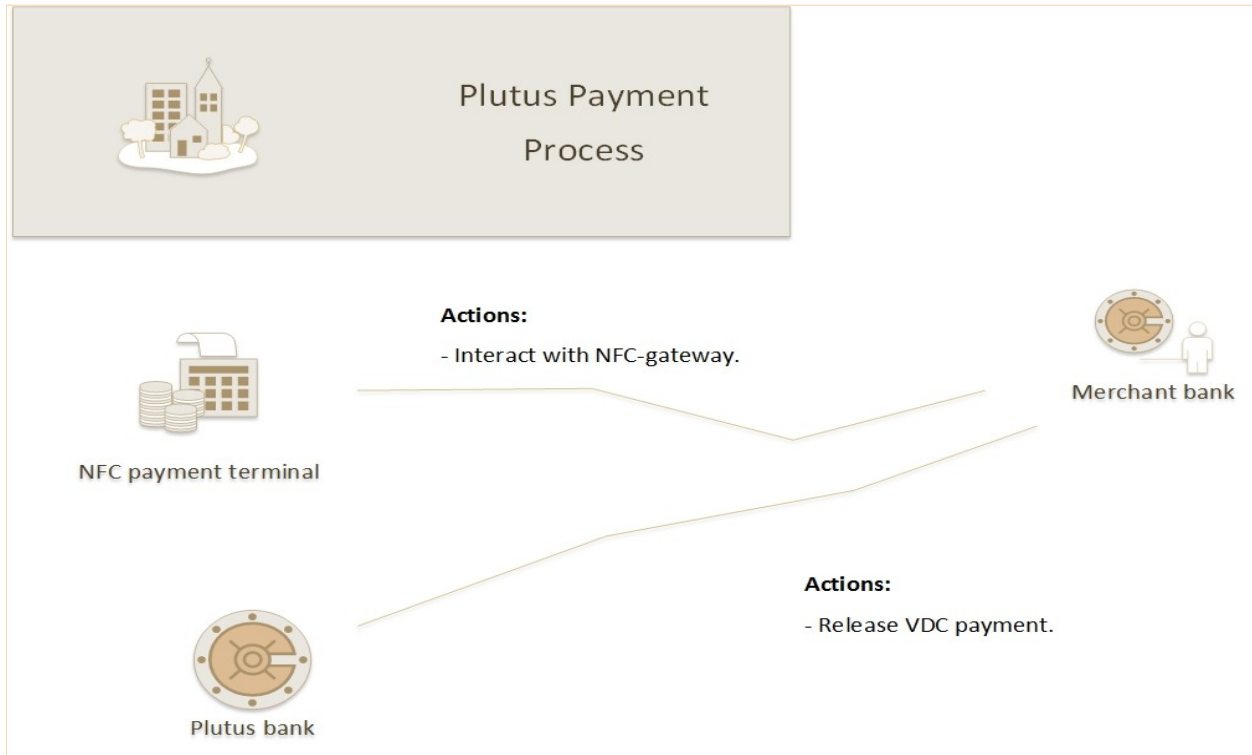 Plutus Payment
Process
Actions:
- Interact with NFC-gateway.
Merchant bank
NFC payment terminal
Actions:
- Release VDC payment.
Plutus bank